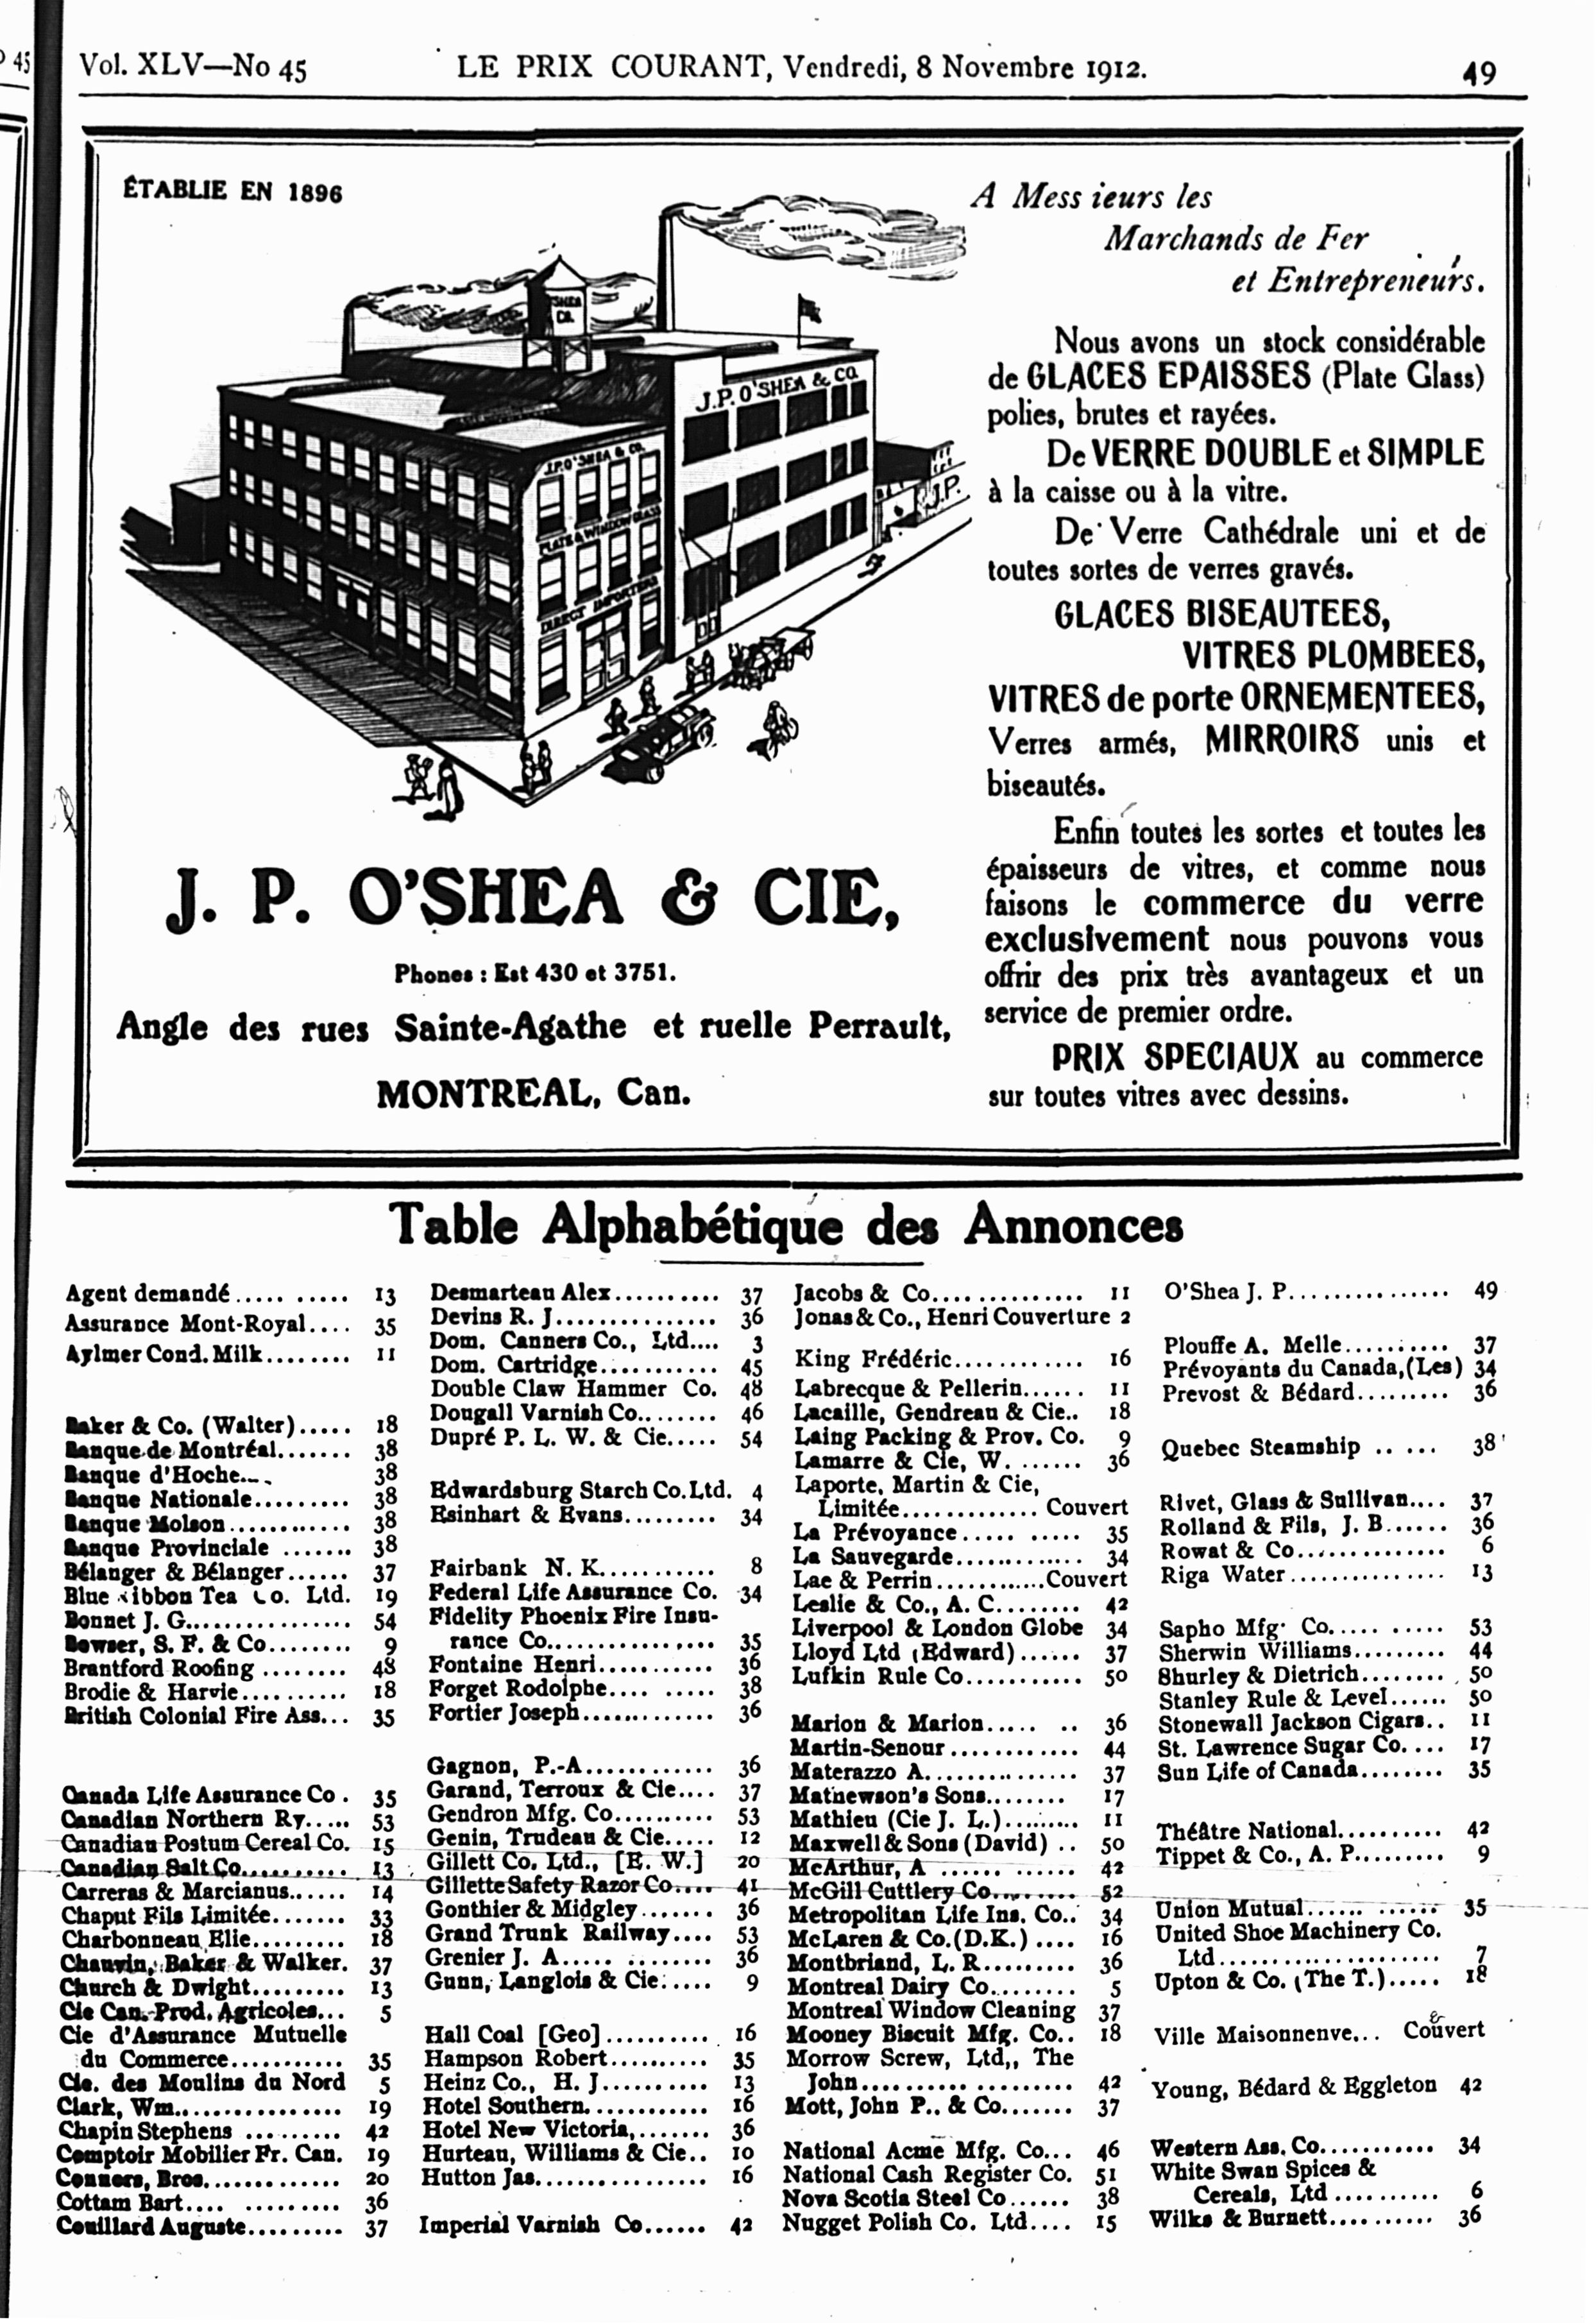 45
Vol. XLV—No 45
LE PRIX COURANT, Vendredi, 8 Novembre 1912.
49
ÉTABLIE EN 1896
O'SHEA
CO.
J.P. O'SHEA & CO.
J.P. O'SHEA & CO.
PLATE & WINDOW GLASS
DIRECT IMPORTERS
J.P.
J. P. O'SHEA & CIE,
Phones : Est 430 et 3751.
Angle des rues Sainte-Agathe et ruelle Perrault,
MONTREAL, Can.
A Mess ieurs les
Marchands de Fer
et Entrepreneurs.
Nous avons un stock considérable
de GLACES EPAISSES (Plate Glass)
polies, brutes et rayées.
De VERRE DOUBLE et SIMPLE
à la caisse ou à la vitre.
De Verre Cathédrale uni et de
toutes sortes de verres gravés.
GLACES BISEAUTEES,
VITRES PLOMBEES,
VITRES de porte ORNEMENTEES,
Verres armés, MIRROIRS unis et
biseautés.
Enfin toutes les sortes et toutes les
épaisseurs de vitres, et comme nous
faisons le commerce du verre
exclusivement nous pouvons vous
offrir des prix très avantageux et un
service de premier ordre.
PRIX SPECIAUX au commerce
sur toutes vitres avec dessins.
Table Alphabétique des Annonces
Agent demandé..... ..... 13
Assurance Mont-Royal.... 35
Aylmer Cond. Milk........ 11
Baker & Co. (Walter)..... 18
Banque de Montréal....... 38
Banque d'Hoche... 38
Banque Nationale......... 38
Banque Molson............ 38
Banque Provinciale ....... 38
Bélanger & Bélanger...... 37
Blue ibbon Tea Co. Ltd. 19
Bonnet J. G................ 54
Bowser, S. F. & Co........ 9
Brantford Roofing ........ 48
Brodie & Harvie.......... 18
British Colonial Fire Ass... 35
Canada Life Assurance Co . 35
Canadian Northern Ry..... 53
Canadian Postum Cereal Co. 15
Canadian Salt Co.......... 13
Carreras & Marcianus...... 14
Chaput Fils Limitée....... 33
Charbonneau Elie......... 18
Chauvin, Baker & Walker. 37
Church & Dwight......... 13
Cie Can. Prod. Agricoles... 5
Cie d'Assurance Mutuelle
du Commerce........... 35
Cie. des Moulins du Nord 5
Clark, Wm................ 19
Chapin Stephens .......... 42
Comptoir Mobilier Fr. Can. 19
Conners, Bros............. 20
Cottam Bart.... ......... 36
Couillard Auguste......... 37
Desmarteau Alex.......... 37
Devins R. J............... 36
Dom. Canners Co., Ltd.... 3
Dom. Cartridge........... 45
Double Claw Hammer Co. 48
Dougall Varnish Co........ 46
Dupré P. L. W. & Cie..... 54
Edwardsburg Starch Co. Ltd. 4
Esinhart & Evans......... 34
Fairbank N. K........... 8
Federal Life Assurance Co. 34
Fidelity Phoenix Fire Insu-
rance Co................ 35
Fontaine Henri........... 36
Forget Rodolphe.... ..... 38
Fortier Joseph............. 36
Gagnon, P.-A............. 36
Garand, Terroux & Cie.... 37
Gendron Mfg. Co.......... 53
Genin, Trudeau & Cie..... 12
Gillett Co. Ltd., [E. W.] 20
Gillette Safety Razor Co.... 41
Gonthier & Midgley....... 36
Grand Trunk Railway.... 53
Grenier J. A..... ........ 36
Gunn, Langlois & Cie..... 9
Hall Coal [Geo].......... 16
Hampson Robert.......... 35
Heinz Co., H. J.......... 13
Hotel Southern............ 16
Hotel New Victoria,....... 36
Hurteau, Williams & Cie.. 10
Hutton Jas................ 16
Imperial Varnish Co...... 42
Jacobs & Co.............. 11
Jonas & Co., Henri Couverture 2
King Frédéric............. 16
Labrecque & Pellerin...... 11
Lacaille, Gendreau & Cie.. 18
Laing Packing & Prov. Co. 9
Lamarre & Cie, W. ...... 36
Laporte, Martin & Cie,
Limitée............. Couvert
La Prévoyance..... ..... 35
La Sauvegarde............ 34
Lae & Perrin...........Couvert
Leslie & Co., A. C........ 42
Liverpool & London Globe 34
Lloyd Ltd (Edward)...... 37
Lufkin Rule Co........... 50
Marion & Marion..... .. 36
Martin-Senour ............ 44
Materazzo A............... 37
Mathewson's Sons........ 17
Mathieu (Cie J. L.)........ 11
Maxwell & Sons (David) .. 50
McArthur, A ...... ...... 42
McGill Cuttlery Co......... 52
Metropolitan Life Ins. Co.. 34
McLaren & Co. (D.K.) .... 16
Montbriand, L. R......... 36
Montreal Dairy Co........ 5
Montreal Window Cleaning 37
Mooney Biscuit Mfg. Co.. 18
Morrow Screw, Ltd,, The
John.... ..... ......... 42
Mott, John P.. & Co....... 37
National Acme Mfg. Co... 46
National Cash Register Co. 51
Nova Scotia Steel Co...... 38
Nugget Polish Co. Ltd.... 15
O'Shea J. P............... 49
Plouffe A. Melle.......... 37
Prévoyants du Canada,(Les) 34
Prevost & Bédard......... 36
Quebec Steamship .. ... 38
Rivet, Glass & Sullivan.... 37
Rolland & Fils, J. B...... 36
Rowat & Co............... 6
Riga Water............... 13
Sapho Mfg Co..... ..... 53
Sherwin Williams......... 44
Shurley & Dietrich........ 50
Stanley Rule & Level...... 50
Stonewall Jackson Cigars.. 11
St. Lawrence Sugar Co.... 17
Sun Life of Canada........ 35
Théâtre National.......... 42
Tippet & Co., A. P......... 9
Union Mutual...... ...... 35
United Shoe Machinery Co.
Ltd...................... 7
Upton & Co. (The T.)..... 18
Ville Maisonnenve... Couvert
Young, Bédard & Eggleton 42
Western Ass. Co........... 34
White Swan Spices &
Cereals, Ltd .......... 6
Wilks & Burnett.......... 36